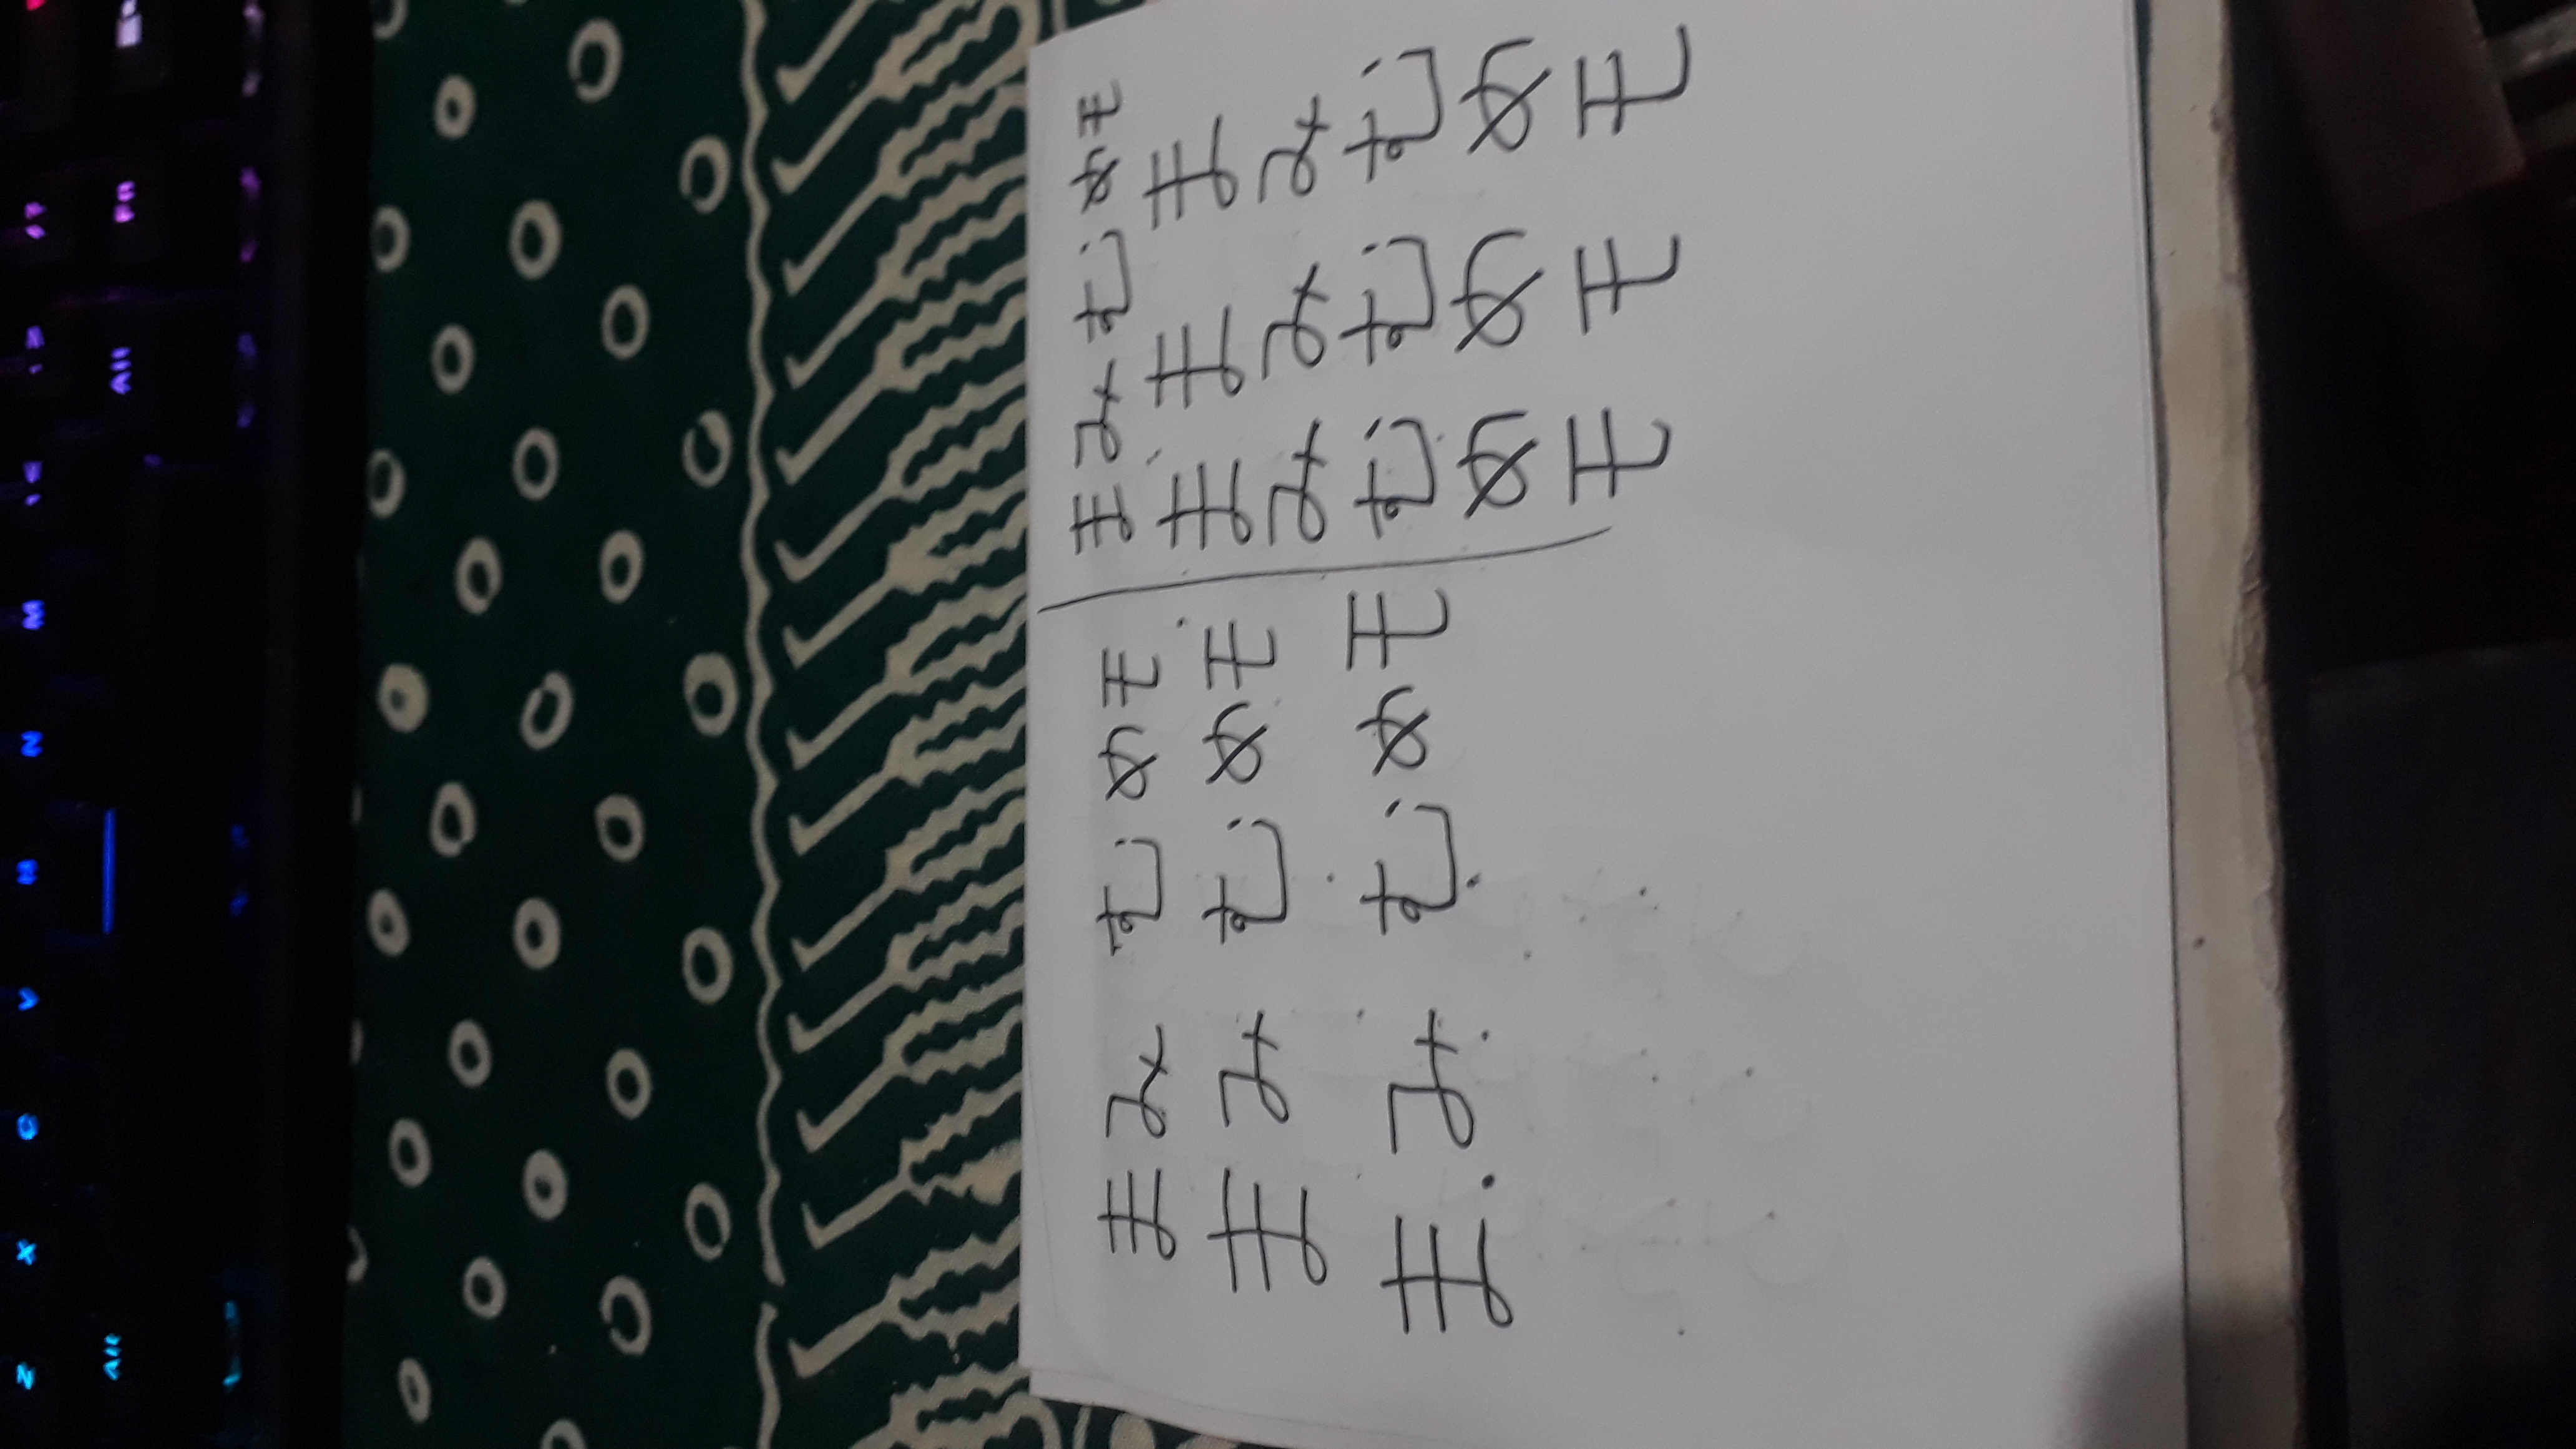 Z X C V B N M
Alt Alt Fn
まみむめモ
まみむめモ
ま.みむめモ
まみむめモ
ままま
みみみ
むむむ
めめめ
モモモ